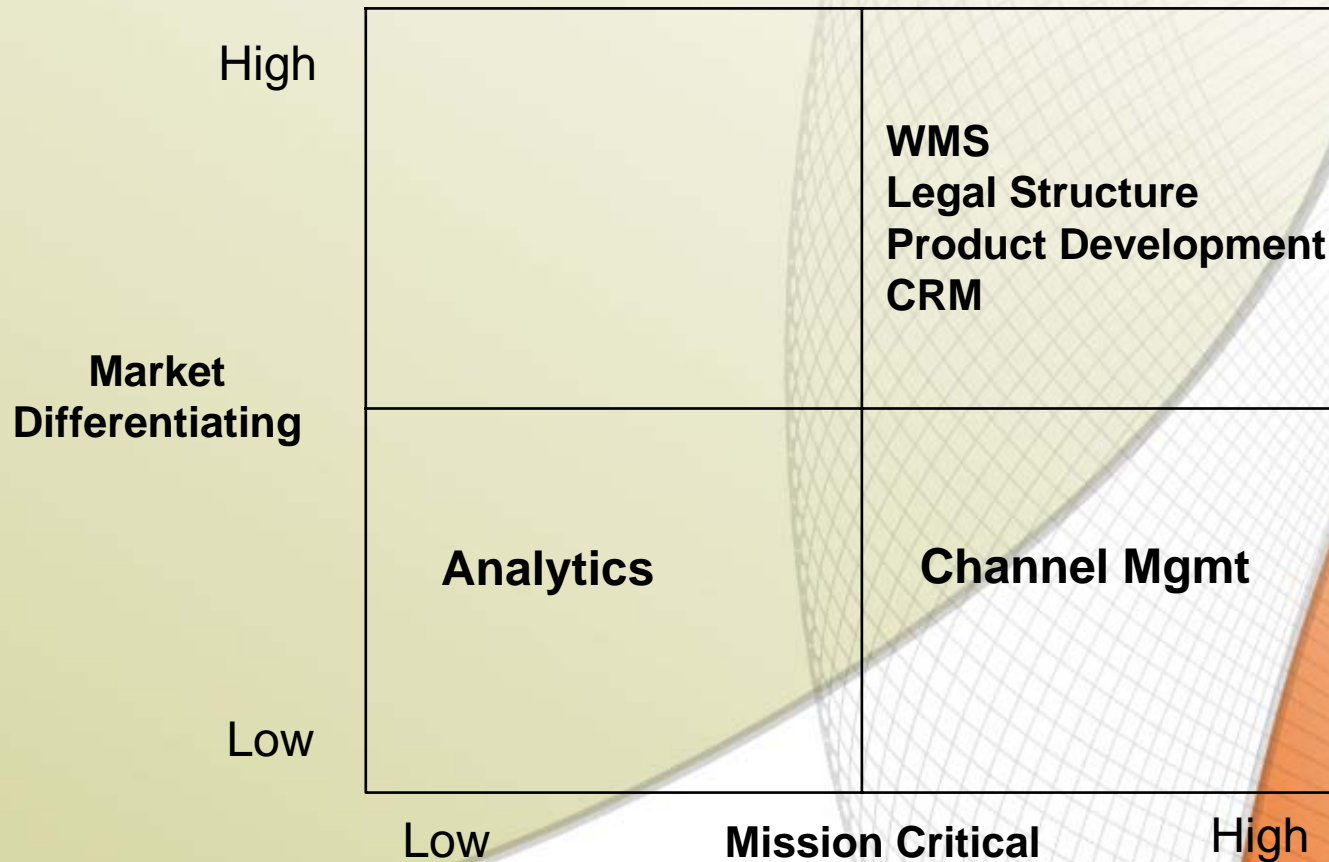 High
WMS
Legal Structure
Product Development
CRM
Market
Differentiating
Analytics
Channel Mgmt
Low
Low
Mission Critical
High